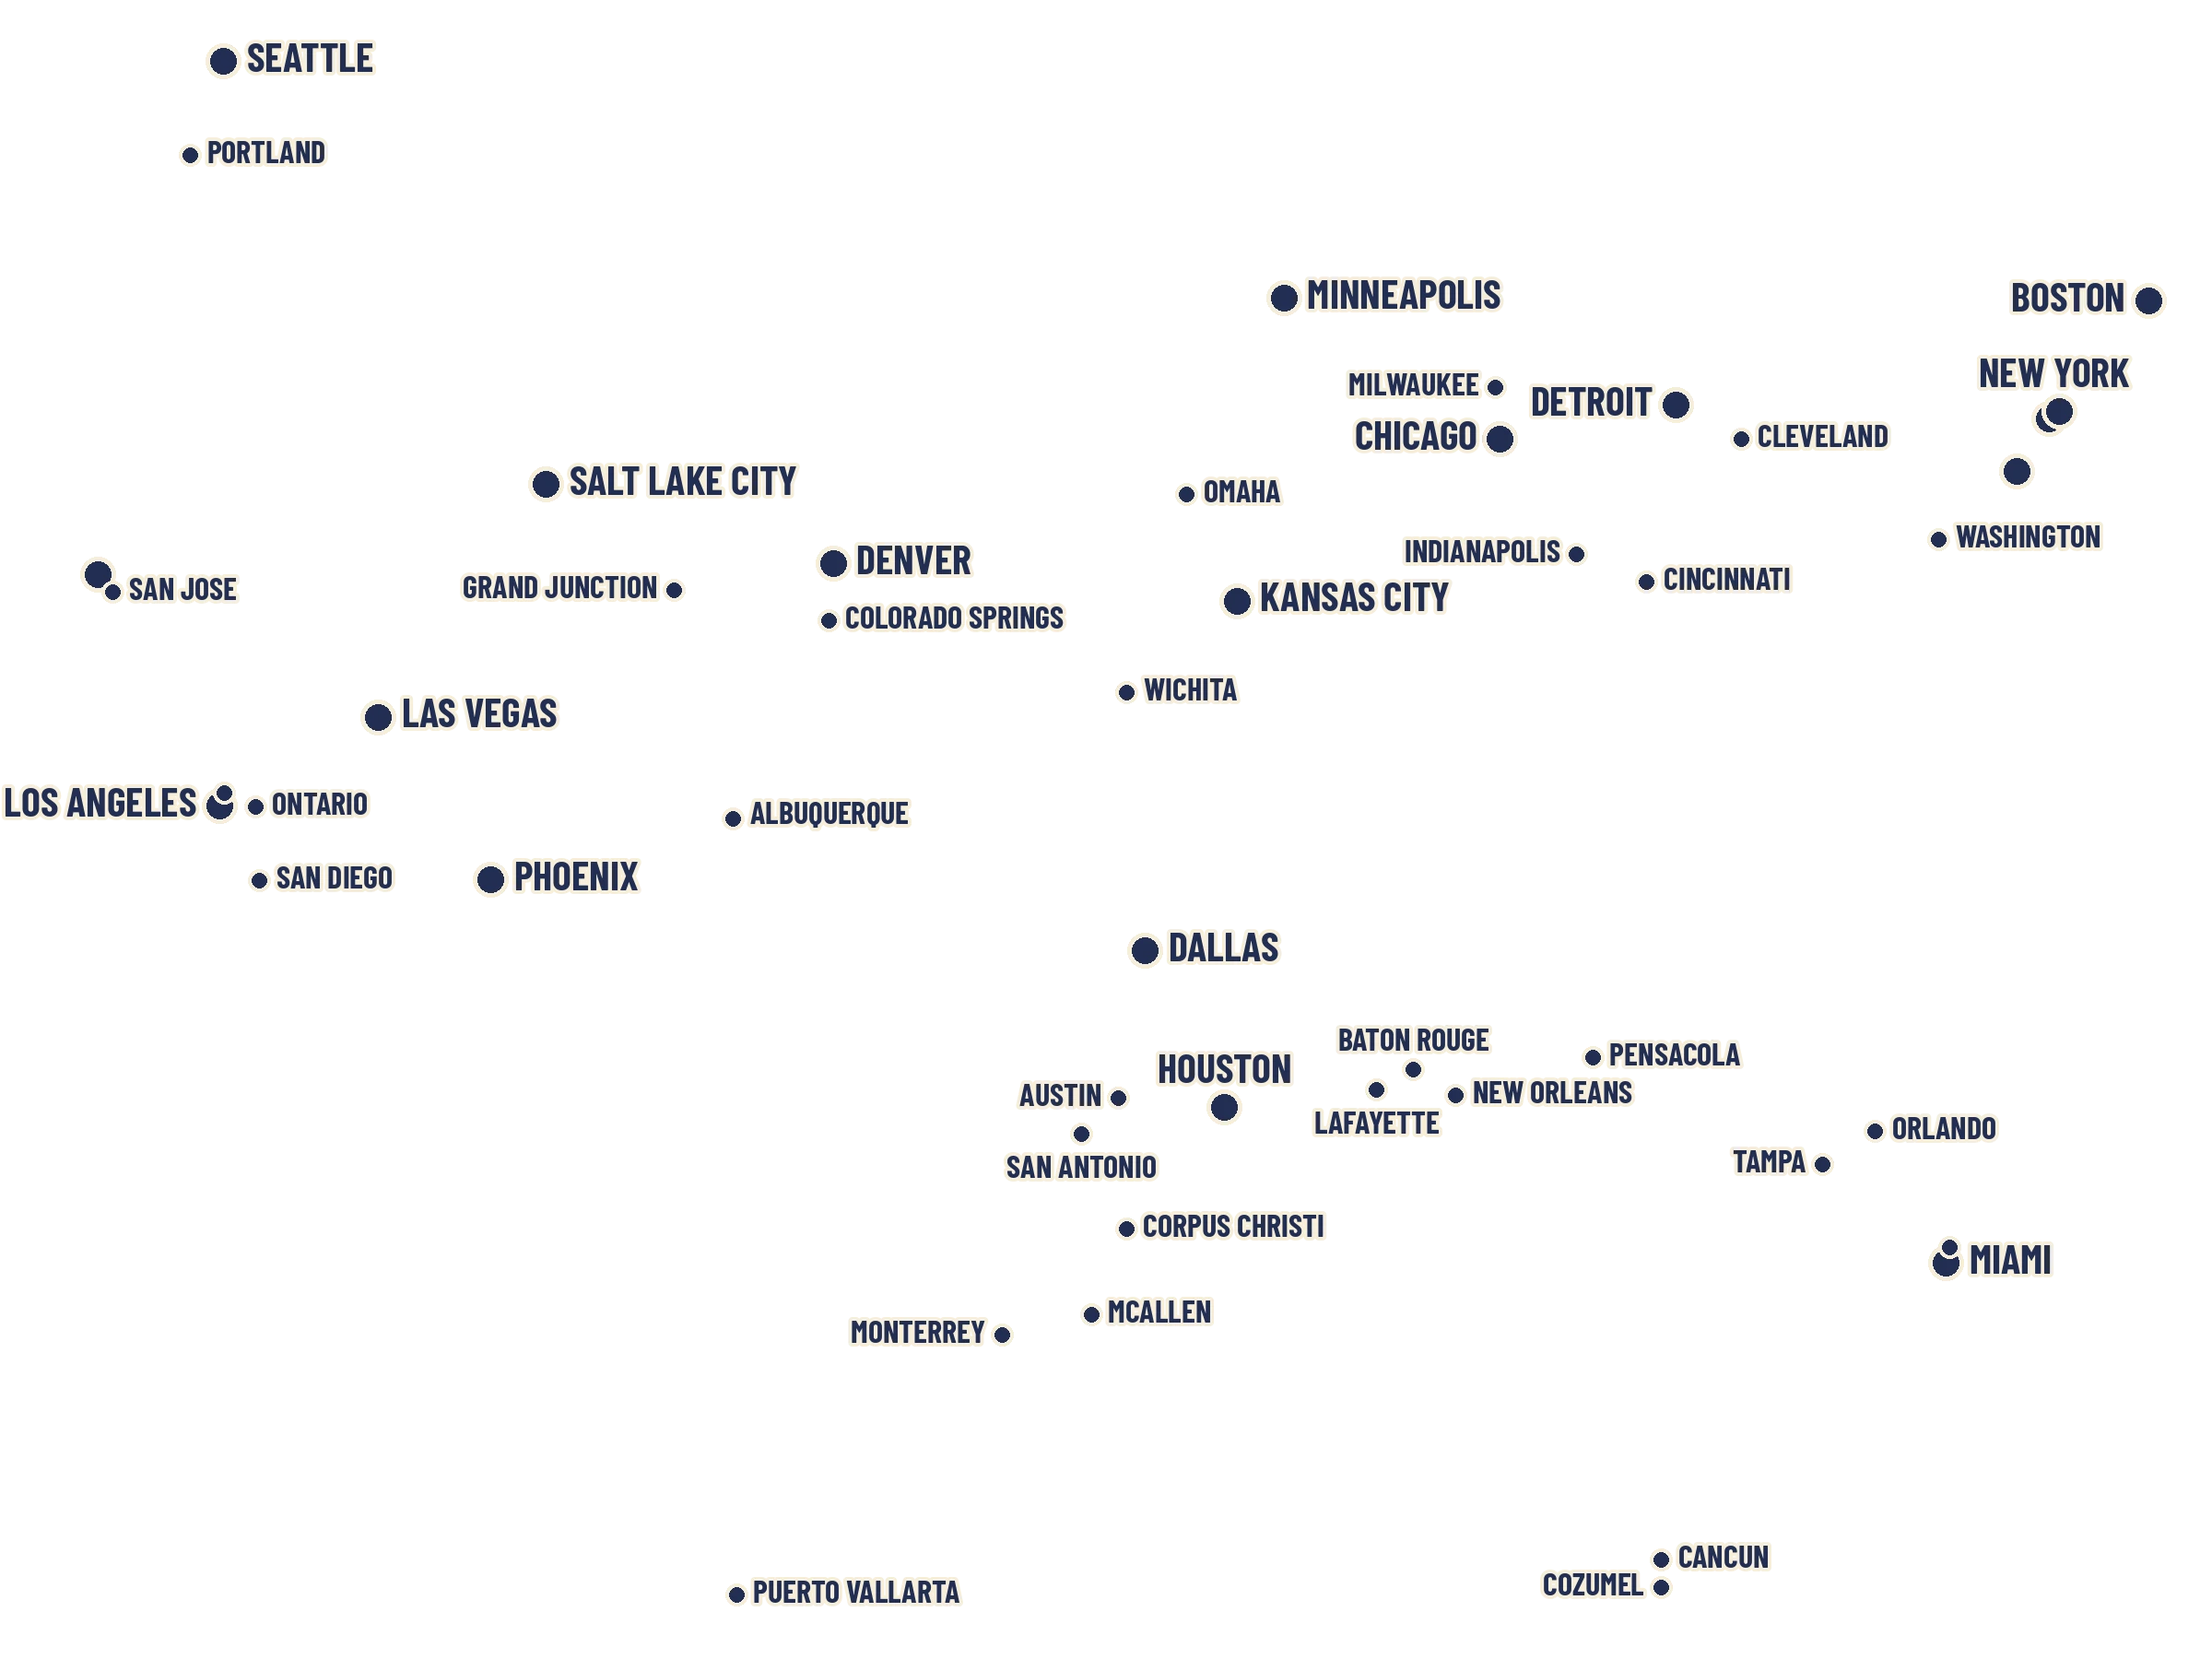 SEATTLE
PORTLAND
MINNEAPOLIS
BOSTON
NEW YORK
MILWAUKEE
DETROIT
CHICAGO
CLEVELAND
SALT LAKE CITY
OMAHA
WASHINGTON
DENVER
INDIANAPOLIS
CINCINNATI
SAN JOSE
GRAND JUNCTION
KANSAS CITY
COLORADO SPRINGS
WICHITA
LAS VEGAS
LOS ANGELES
ONTARIO
ALBUQUERQUE
SAN DIEGO
PHOENIX
DALLAS
BATON ROUGE
PENSACOLA
HOUSTON
AUSTIN
NEW ORLEANS
LAFAYETTE
ORLANDO
SAN ANTONIO
TAMPA
CORPUS CHRISTI
MIAMI
MCALLEN
MONTERREY
CANCUN
COZUMEL
PUERTO VALLARTA